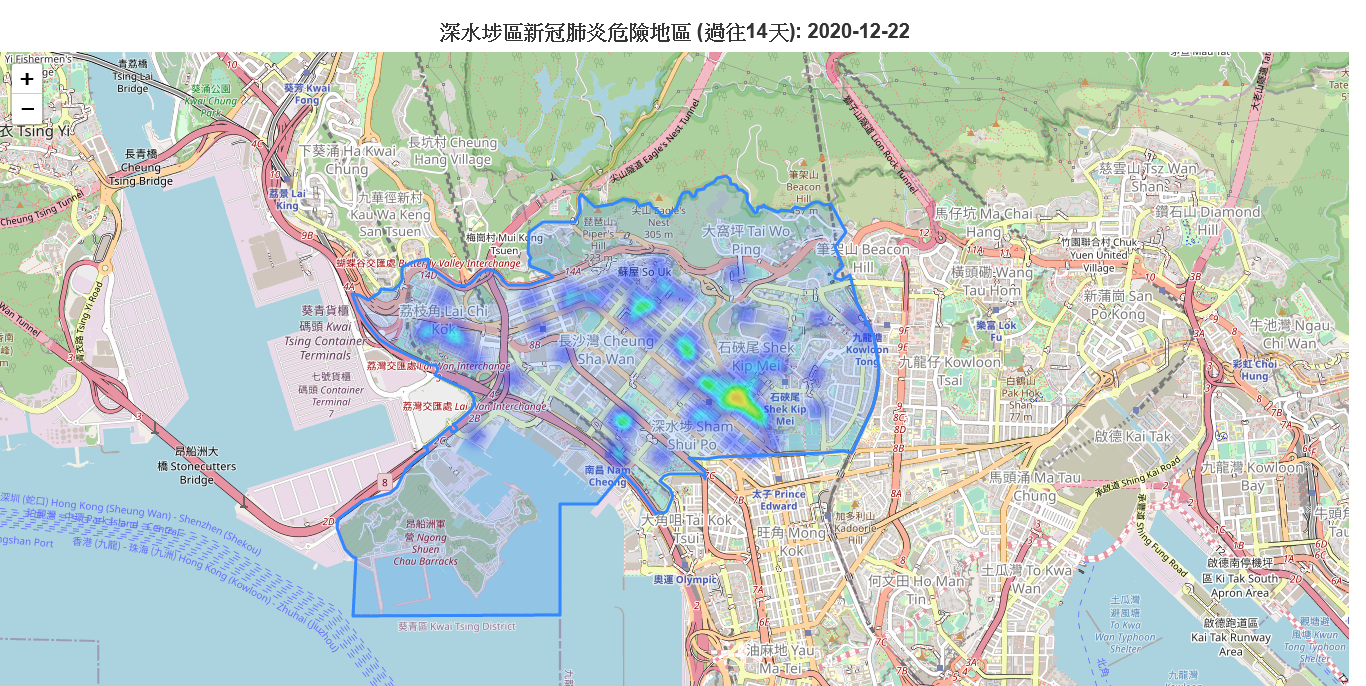 深水埗區新冠肺炎危險地區 (過往14天): 2020-12-22
+
−
Yi Fishermen's
青荔橋
Tsing Lai
Bridge
葵涌公園
Kwai Chung
Park
葵芳 Kwai
Fong
衣 Tsing Yi
長青橋
Cheung
Tsing Bridge
下葵涌 Ha Kwai
Chung
長坑村 Cheung
Hang Village
尖山隧道 Eagle's Nest Tunnel
獅子山隧道 Lion Rock Tunnel
大老山隧道
筆架山
Beacon
Hill
慈雲山 Tsz Wan
Shan
鑽石山 Diamond
Hill
荔景 Lai
King
九華徑新村
Kau Wa Keng
San Tsuen
Cheung Tsing Tunnel
梅崗村 Mui Kong
Tsuen
琵琶山
Piper's
Hill
223 m
尖山 Eagle's
Nest
305 m
大窩坪 Tai Wo
Ping
筆架山 Beacon
Hill
馬仔坑 Ma Chai
Hang
竹園聯合村 Chuk
Yuen United
Village
橫頭磡 Wang
Tau Hom
新蒲崗 San
Po Kong
蝴蝶谷交匯處 Butterfly Valley Interchange
蘇屋 So Uk
荔枝角 Lai Chi
Kok
長沙灣 Cheung
Sha Wan
石硤尾 Shek
Kip Mei
九龍塘
Kowloon
Tong
樂富 Lok
Fu
九龍仔 Kowloon
Tsai
白鶴山
Pak Hok
Shan
77 m
牛池灣 Ngau
Chi Wan
彩虹 Choi
Hung
葵青貨櫃
碼頭 Kwai
Tsing Container
Terminals
七號貨櫃
碼頭 Container
Terminal
7
青衣路 Tsing Yi Road
荔灣交匯處 Lai Wan Interchange
荔灣交匯處 Lai Wan Interchange
石硤尾
Shek Kip
Mei
深水埗 Sham
Shui Po
南昌 Nam
Cheong
昂船洲大
橋 Stonecutters
Bridge
啟德 Kai Tak
承啟道 Shing Kai Road
九龍灣 Kowloon
Bay
馬頭涌 Ma Tau
Chung
太子 Prince
Edward
大角咀 Tai Kok
Tsui
旺角 Mong
Kok
加多利山
Kadoorie
Hill
昂船洲軍
營 Ngong
Shuen
Chau Barracks
深圳 (蛇口) Hong Kong (Sheung Wan) - Shenzhen (Shekou)
珀麗灣 - 中環 Park Island - Central
香港 (九龍) - 珠海 (九洲) Hong Kong (Kowloon) - Zhuhai (Jiuzhou)
奧運 Olympic
何文田 Ho Man
Tin
土瓜灣 To Kwa
Wan
啟德南停機坪
區 Kai Tak South
Apron Area
葵青區 Kwai Tsing District
土瓜灣
避風塘
To Kwa
Wan Typhoon
Shelter
啟德跑道區
Kai Tak Runway
Area
觀塘避
風塘 Kwun
Tong Typhoon
Shelter
油麻地 Yau
Ma Tei